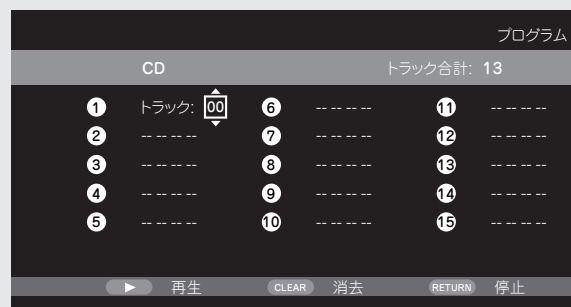 プログラム
CD トラック合計: 13
1 トラック: 00 6 -- -- -- -- 11 -- -- -- --
2 -- -- -- -- 7 -- -- -- -- 12 -- -- -- --
3 -- -- -- -- 8 -- -- -- -- 13 -- -- -- --
4 -- -- -- -- 9 -- -- -- -- 14 -- -- -- --
5 -- -- -- -- 10 -- -- -- -- 15 -- -- -- --
再生 CLEAR 消去 RETURN 停止